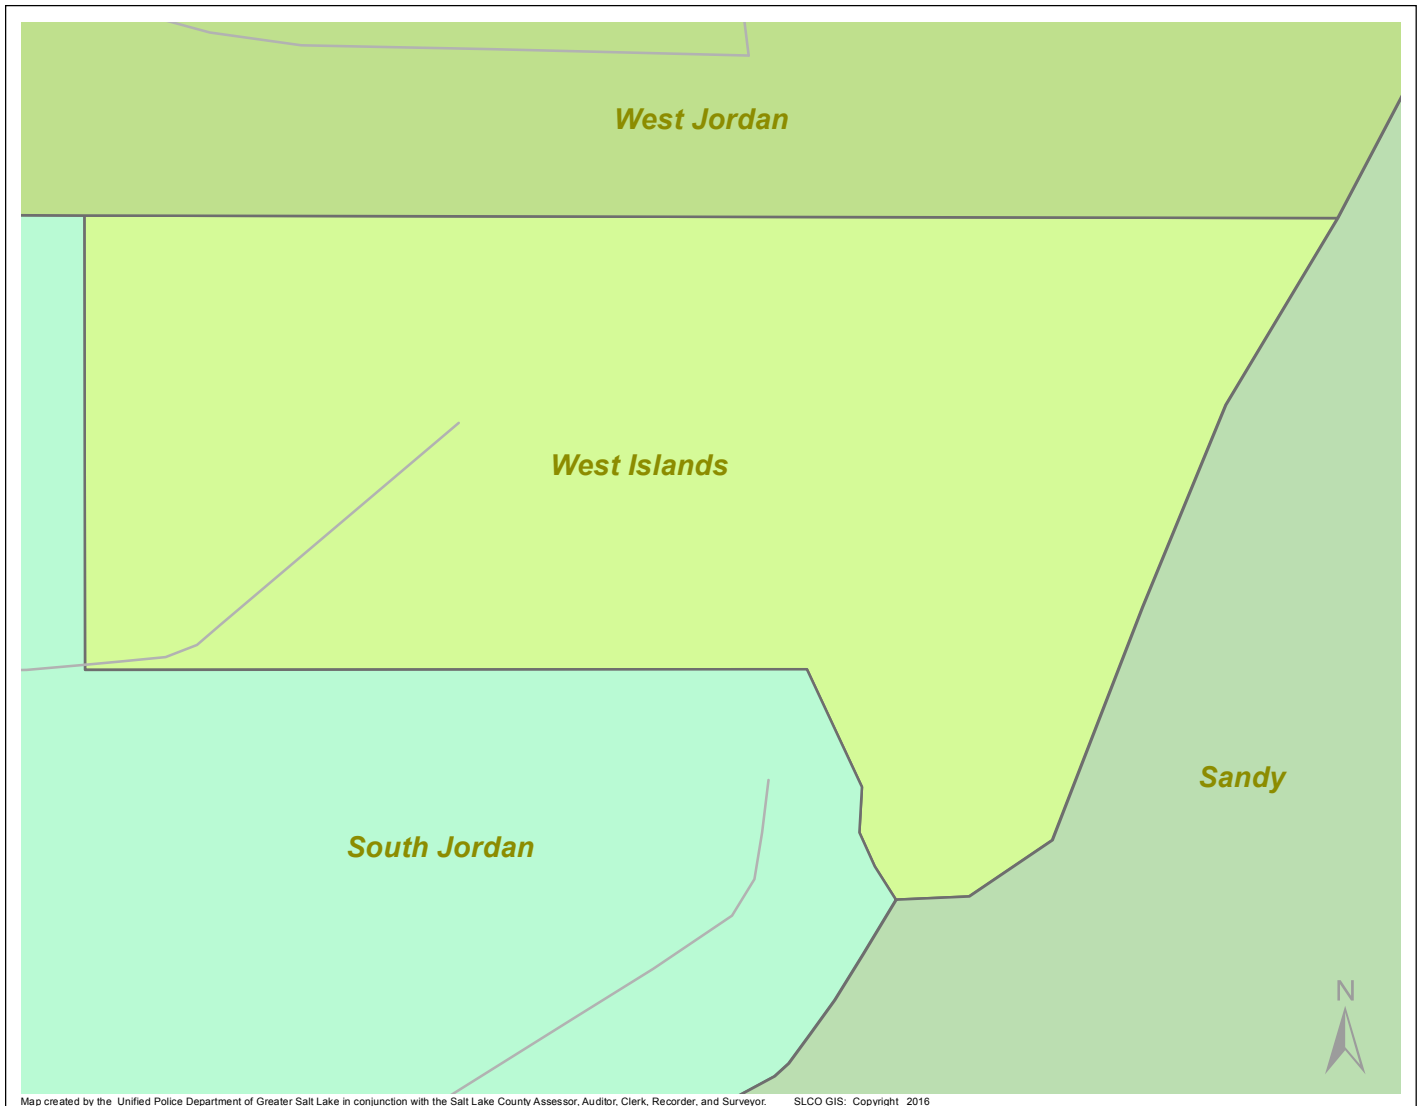 West Jordan
West Islands
Sandy
South Jordan
N
Map created by the Unified Police Department of Greater Salt Lake in conjunction with the Salt Lake County Assessor, Auditor, Clerk, Recorder, and Surveyor. SLCO GIS: Copyright 2016